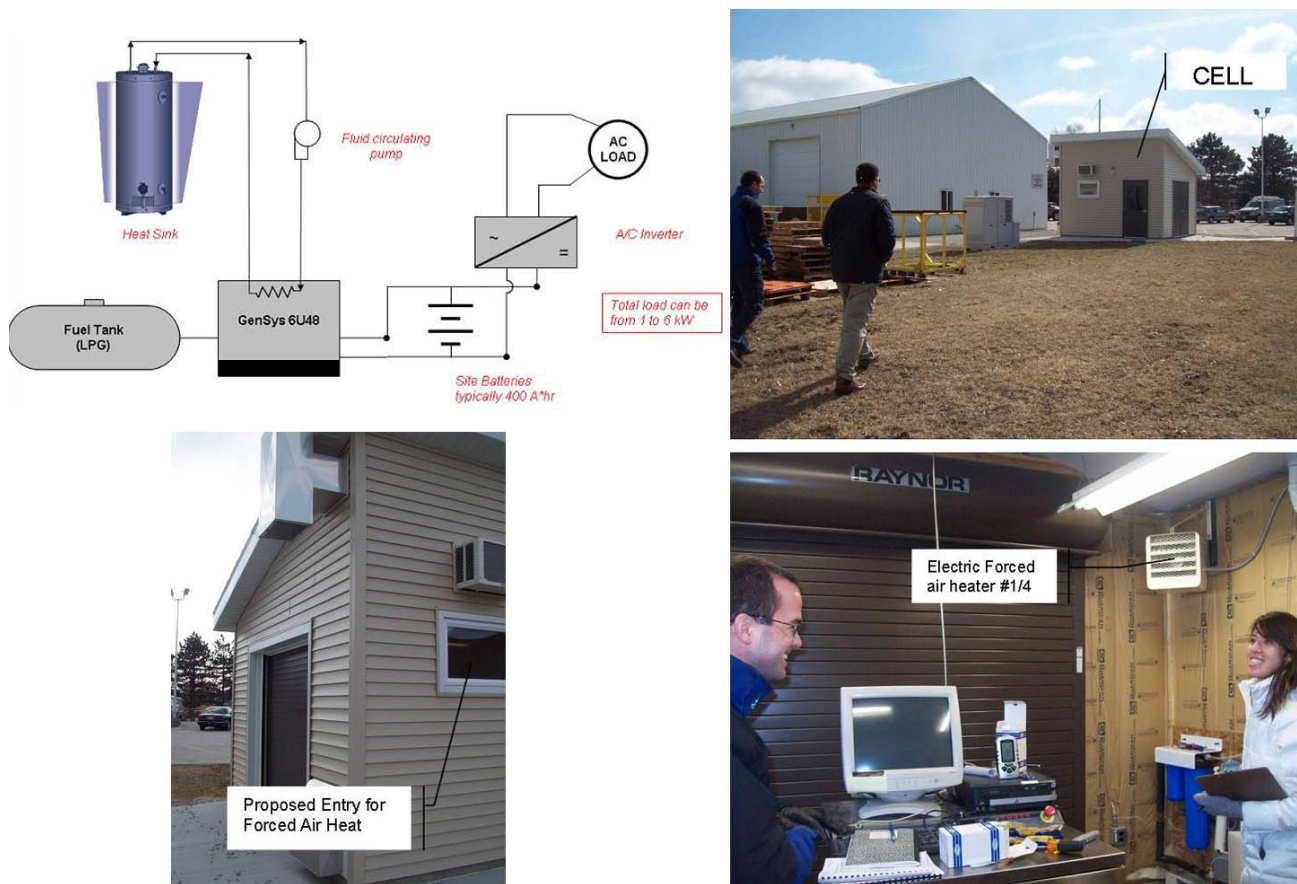 Heat Sink
Fluid circulating
pump
AC
LOAD
~
=
A/C Inverter
Total load can be
from 1 to 6 kW
GenSys 6U48
Fuel Tank
(LPG)
Site Batteries
typically 400 A*hr
CELL
Proposed Entry for
Forced Air Heat
RAYNOR
Electric Forced
air heater #1/4